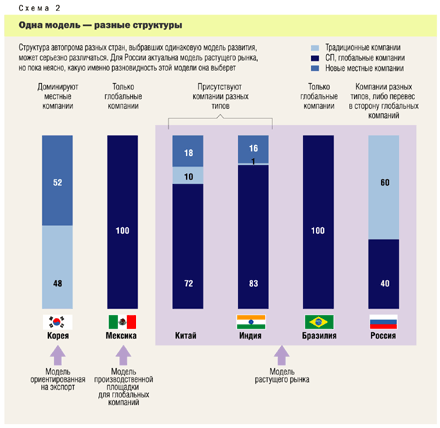 Схема 2
Одна модель — разные структуры
Структура автопрома разных стран, выбравших одинаковую модель развития,
может серьезно различаться. Для России актуальна модель растущего рынка,
но пока неясно, какую именно разновидность этой модели она выберет
Традиционные компании
СП, глобальные компании
Новые местные компании
Доминируют
местные
компании
Только
глобальные
компании
Присутствуют
компании разных
типов
Только
глобальные
компании
Компании разных
типов, либо перевес
в сторону глобальных
компаний
52
48
100
18
10
72
16
1
83
100
60
40
Корея
Мексика
Китай
Индия
Бразилия
Россия
Модель
ориентированная
на экспорт
Модель
производственной
площадки
для глобальных
компаний
Модель
растущего рынка